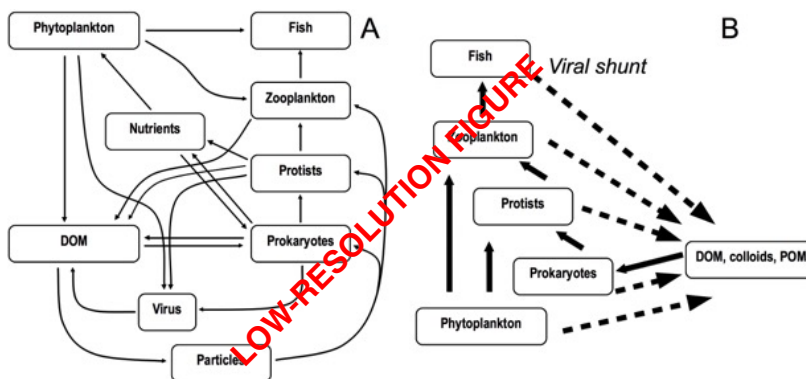 Phytoplankton
Fish
A
Zooplankton
Nutrients
Protists
DOM
Prokaryotes
Virus
Particles
B
Fish
Viral shunt
Zooplankton
Protists
Prokaryotes
DOM, colloids, POM
Phytoplankton
LOW-RESOLUTION FIGURE